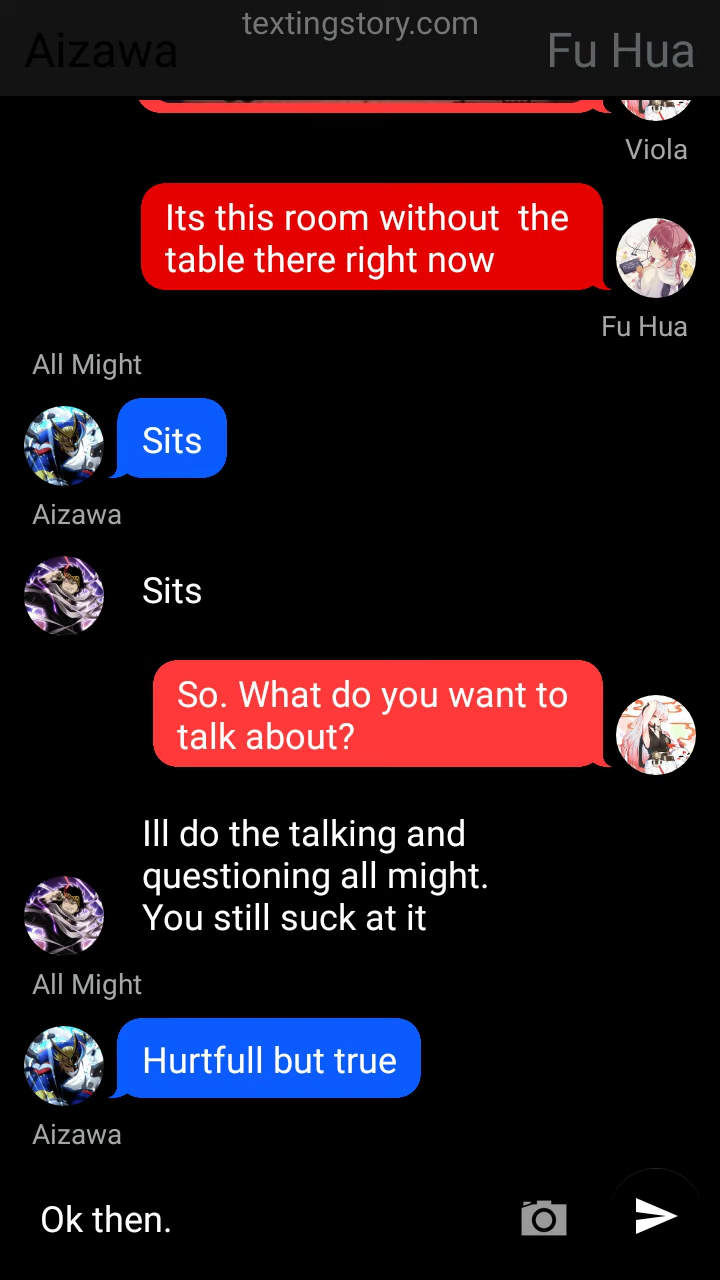 textingstory.com
Aizawa
Fu Hua
Viola
Its this room without  the
table there right now
Fu Hua
All Might
Sits
Aizawa
Sits
So. What do you want to
talk about?
Ill do the talking and
questioning all might.
You still suck at it
All Might
Hurtfull but true
Aizawa
Ok then.